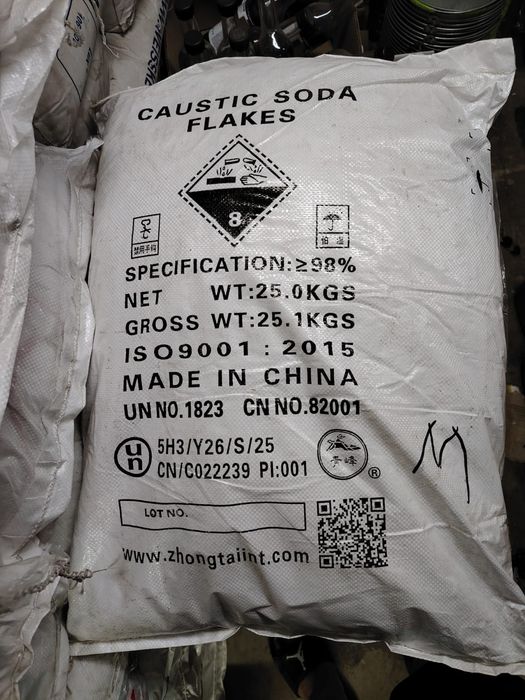 CAUSTIC SODA
FLAKES
8
禁用手钩
怕湿
SPECIFICATION:≥98%
NET WT:25.0KGS
GROSS WT:25.1KGS
ISO9001 : 2015
MADE IN CHINA
UN NO.1823 CN NO.82001
un 5H3/Y26/S/25
CN/C022239 PI:001
®
LOT NO.
www.zhongtaiint.com
M